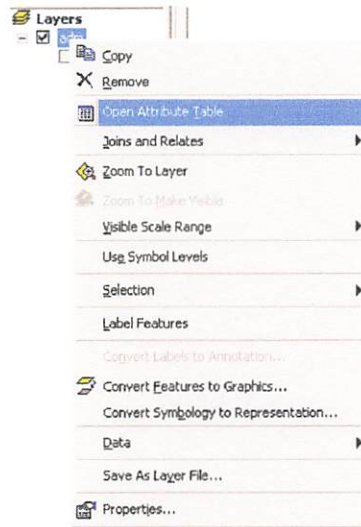 Layers
Copy
Remove
Open Attribute Table
Joins and Relates
Zoom To Layer
Zoom To Make Visible
Visible Scale Range
Use Symbol Levels
Selection
Label Features
Convert Labels to Annotation...
Convert Features to Graphics...
Convert Symbology to Representation...
Data
Save As Layer File...
Properties...